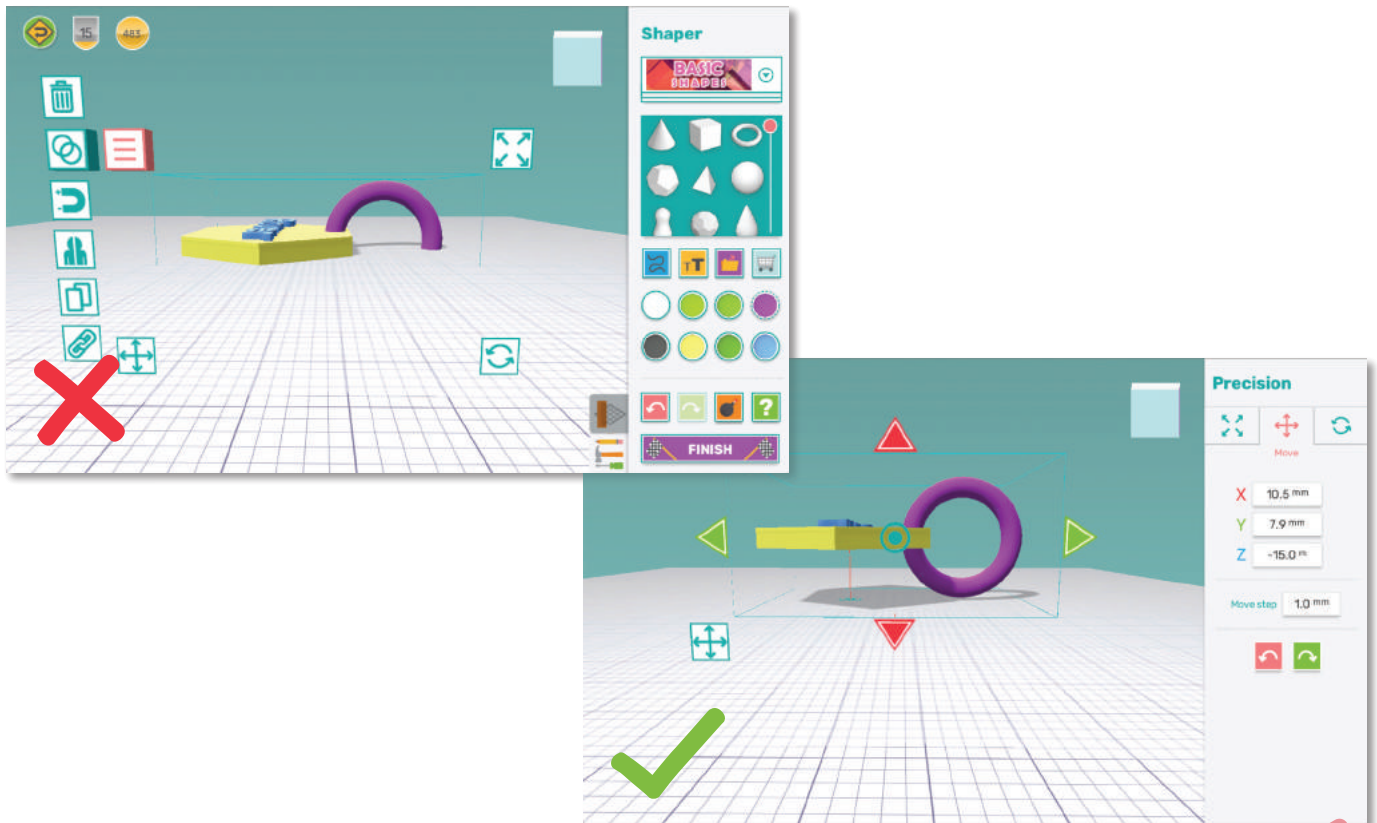 15
483
Shaper
BASIC
SHAPES
TT
?
FINISH
Precision
Move
X 10.5 mm
Y 7.9 mm
Z -15.0 m
Move step 1.0 mm